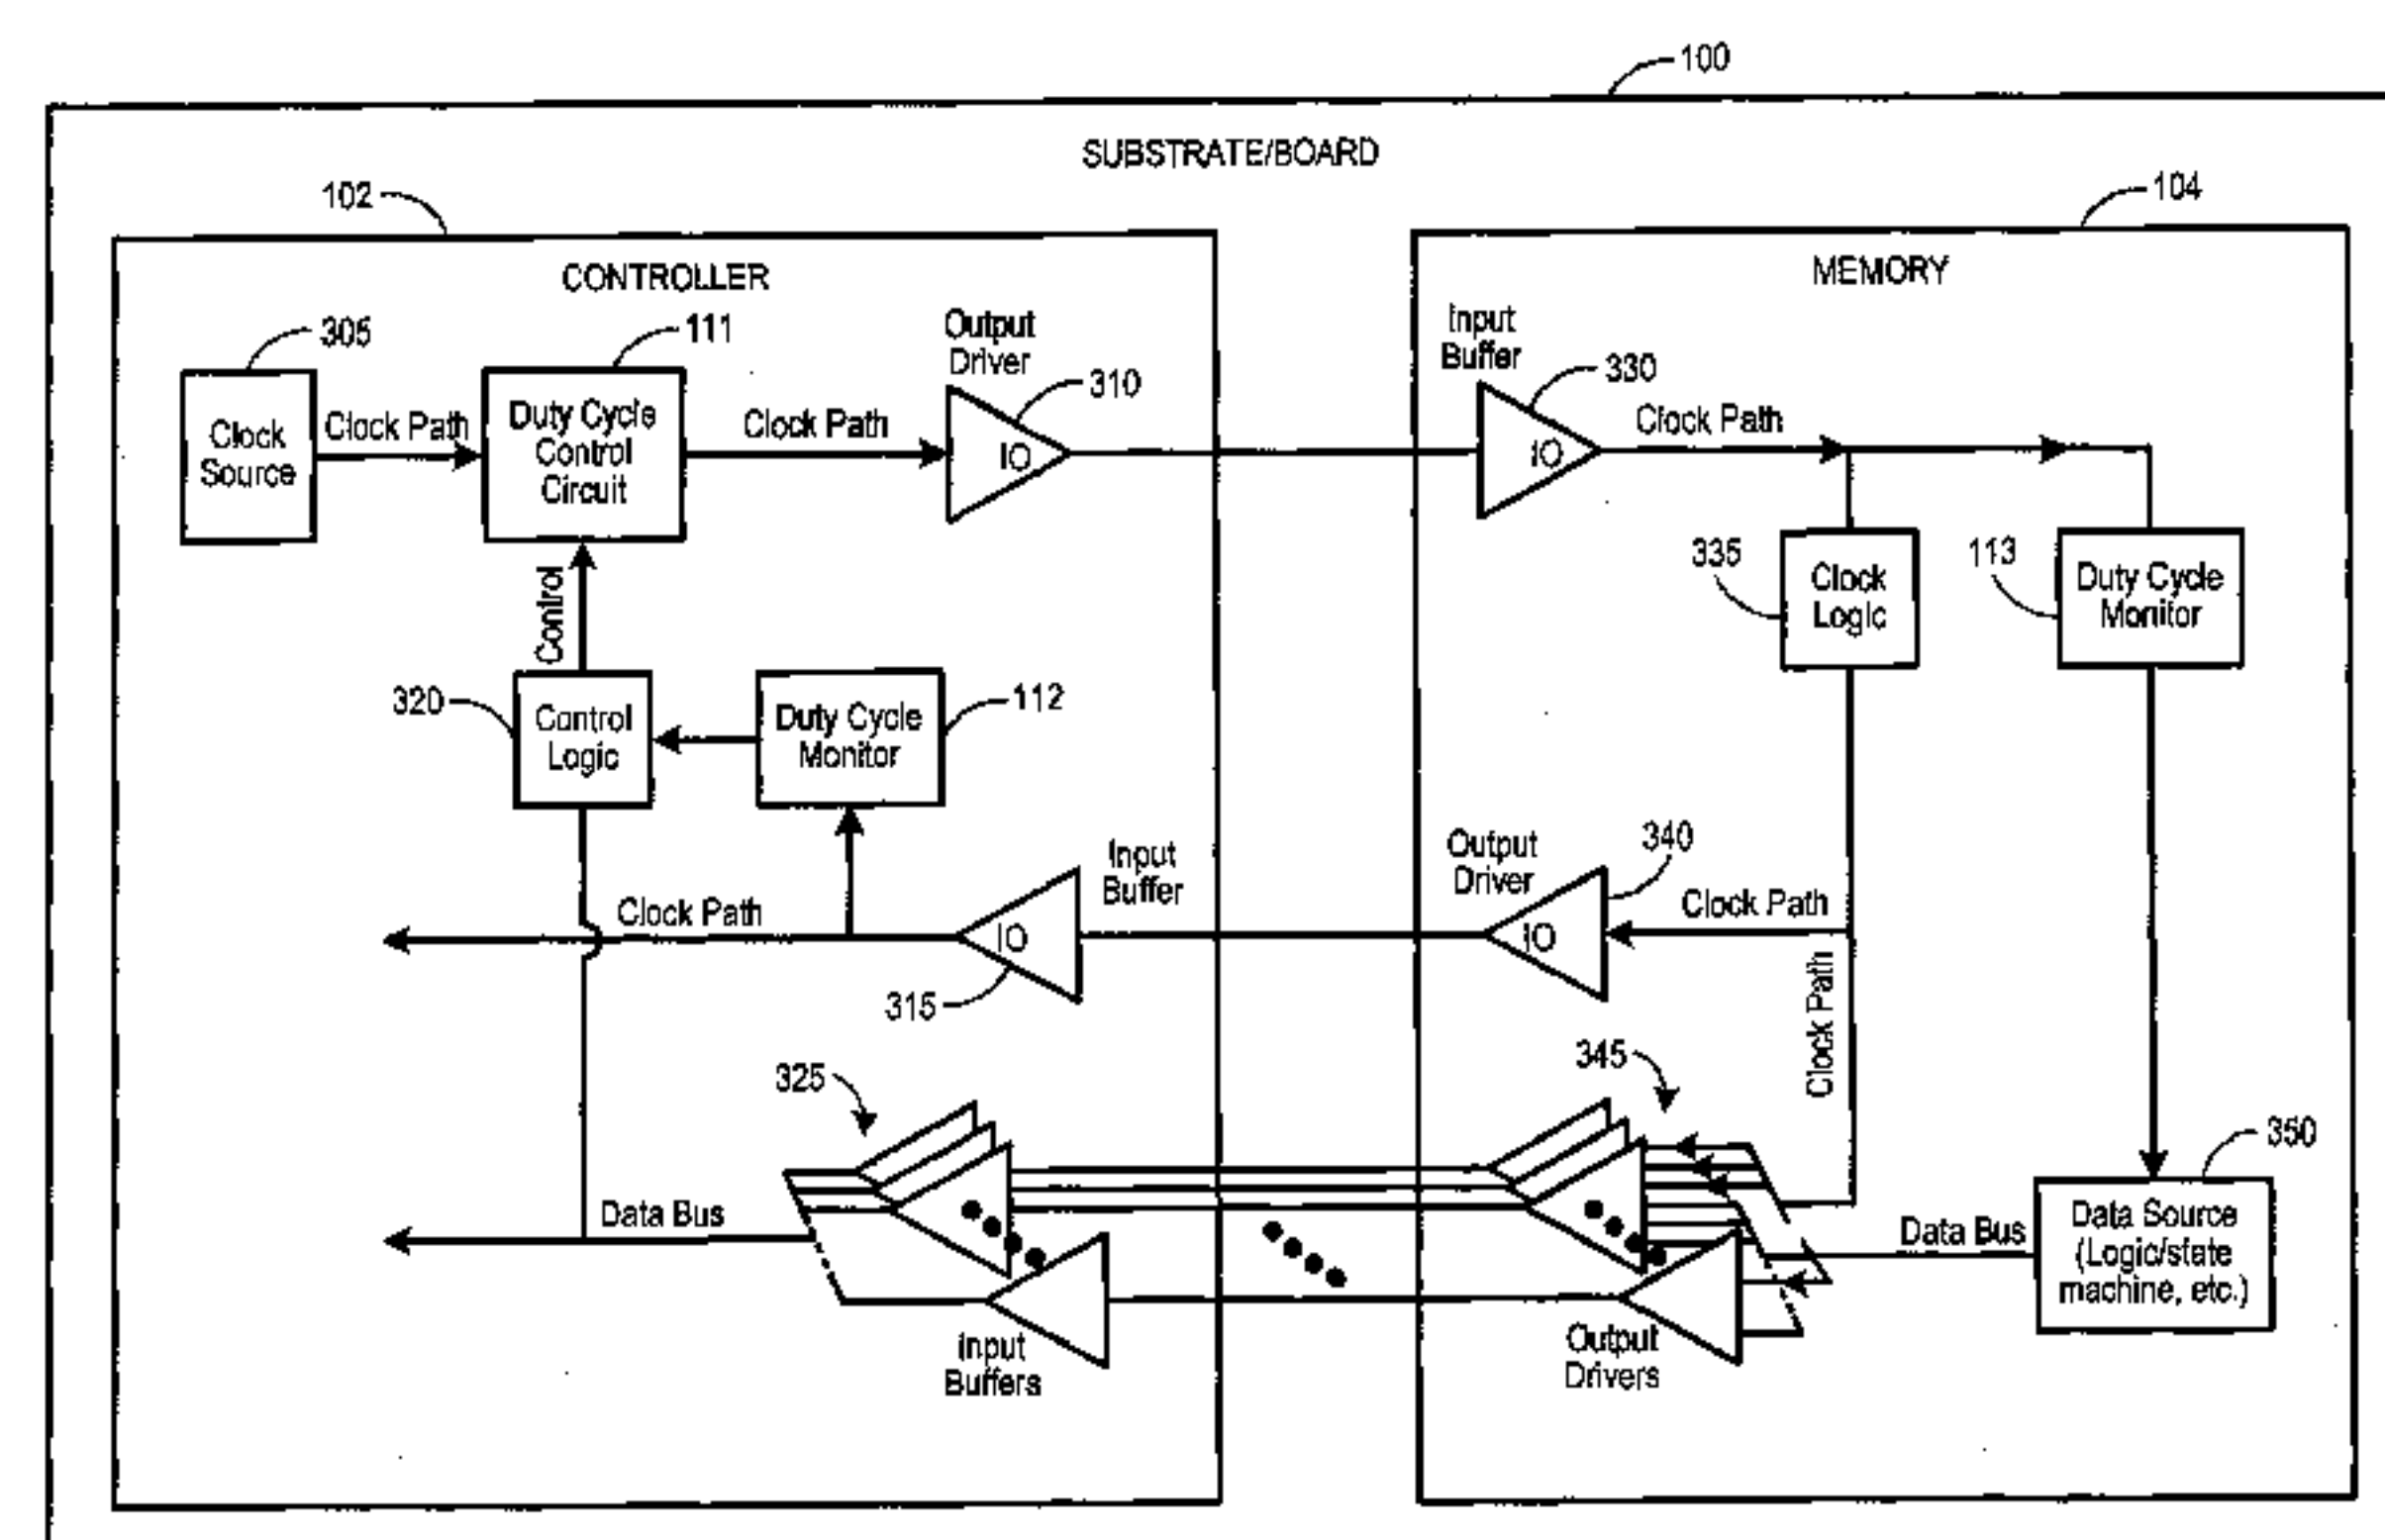 100
SUBSTRATE/BOARD
102
104
CONTROLLER
MEMORY
305
111
Output
Driver
310
Input
Buffer
330
Clock
Source
Clock Path
Duty Cycle
Control
Circuit
Clock Path
IO
IO
Clock Path
Control
335
Clock
Logic
113
Duty Cycle
Monitor
320
Control
Logic
Duty Cycle
Monitor
112
Clock Path
Input
Buffer
IO
315
Output
Driver
340
IO
Clock Path
Clock Path
325
345
350
Data Bus
Data Bus
Data Source
(Logic/state
machine, etc.)
Input
Buffers
Output
Drivers